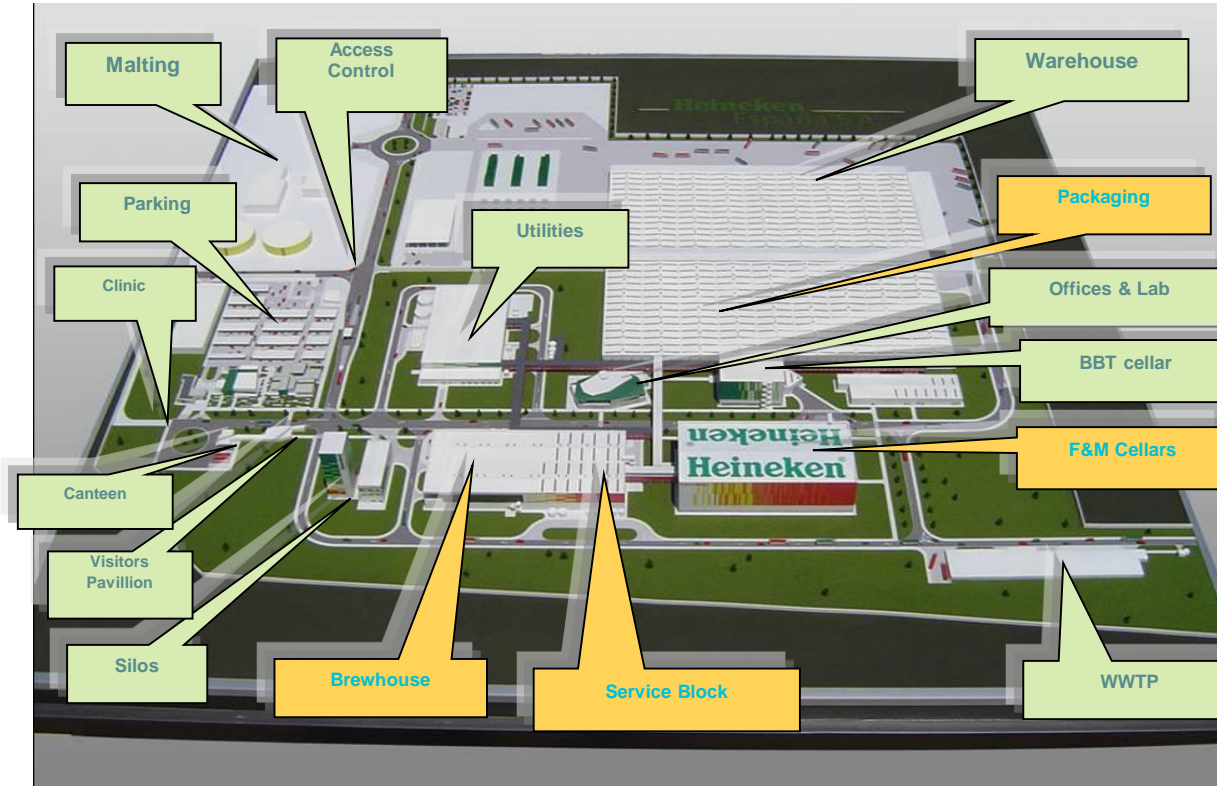 Malting
Access
Control
Warehouse
Heineken
España S.A.
Parking
Packaging
Utilities
Clinic
Offices & Lab
BBT cellar
Heineken
Heineken
F&M Cellars
Canteen
Visitors
Pavillion
Silos
Brewhouse
Service Block
WWTP